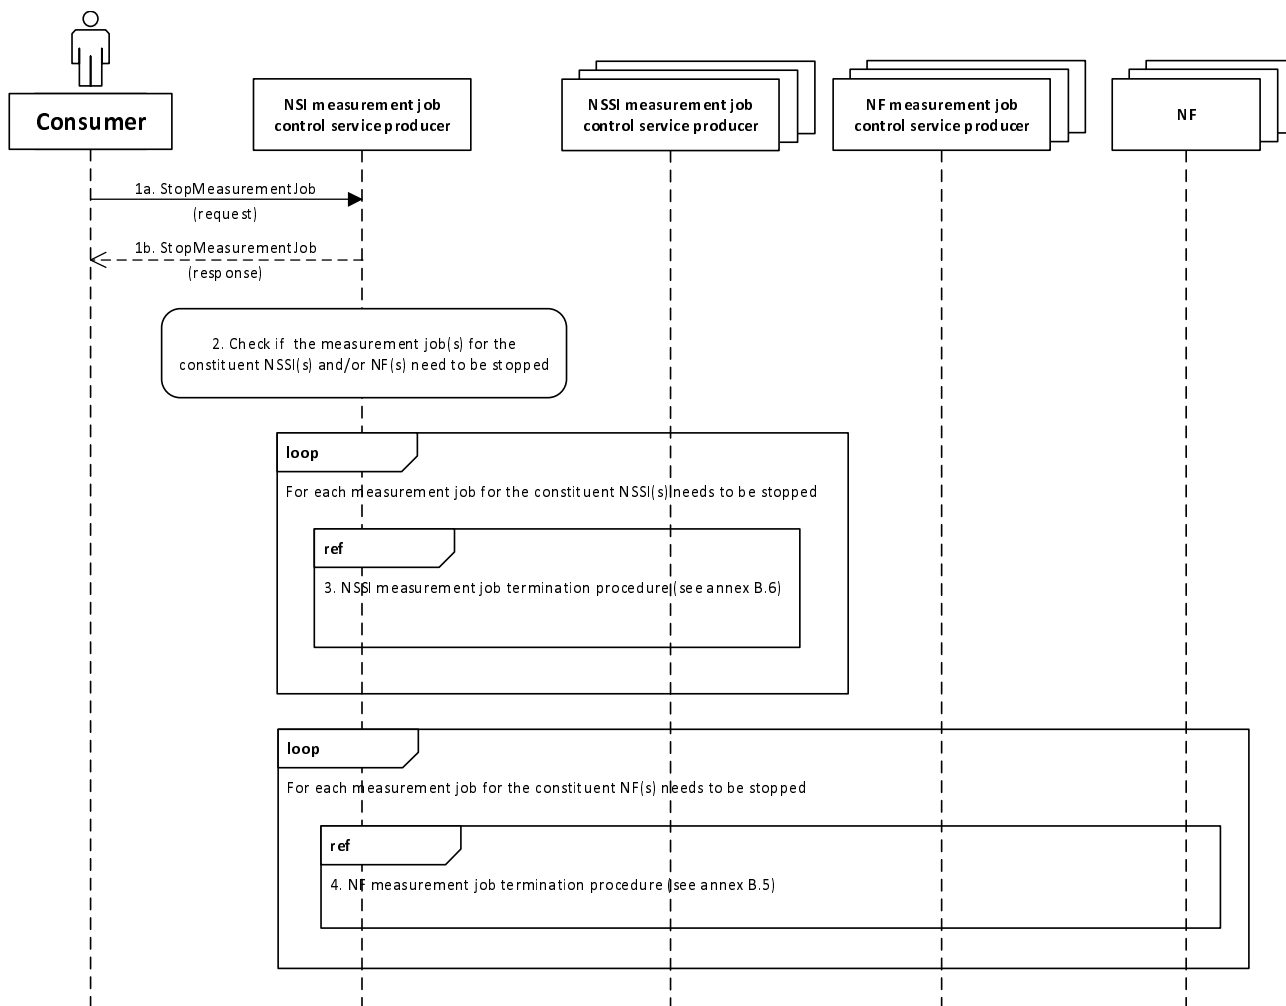 Consumer
NSI measurement job
control service producer
NSSI measurement job
control service producer
NF measurement job
control service producer
NF
1a. StopMeasurementJob
(request)
1b. StopMeasurementJob
(response)
2. Check if the measurement job(s) for the
constituent NSSI(s) and/or NF(s) need to be stopped
loop
For each measurement job for the constituent NSSI(s) needs to be stopped
ref
3. NSSI measurement job termination procedure (see annex B.6)
loop
For each measurement job for the constituent NF(s) needs to be stopped
ref
4. NF measurement job termination procedure (see annex B.5)